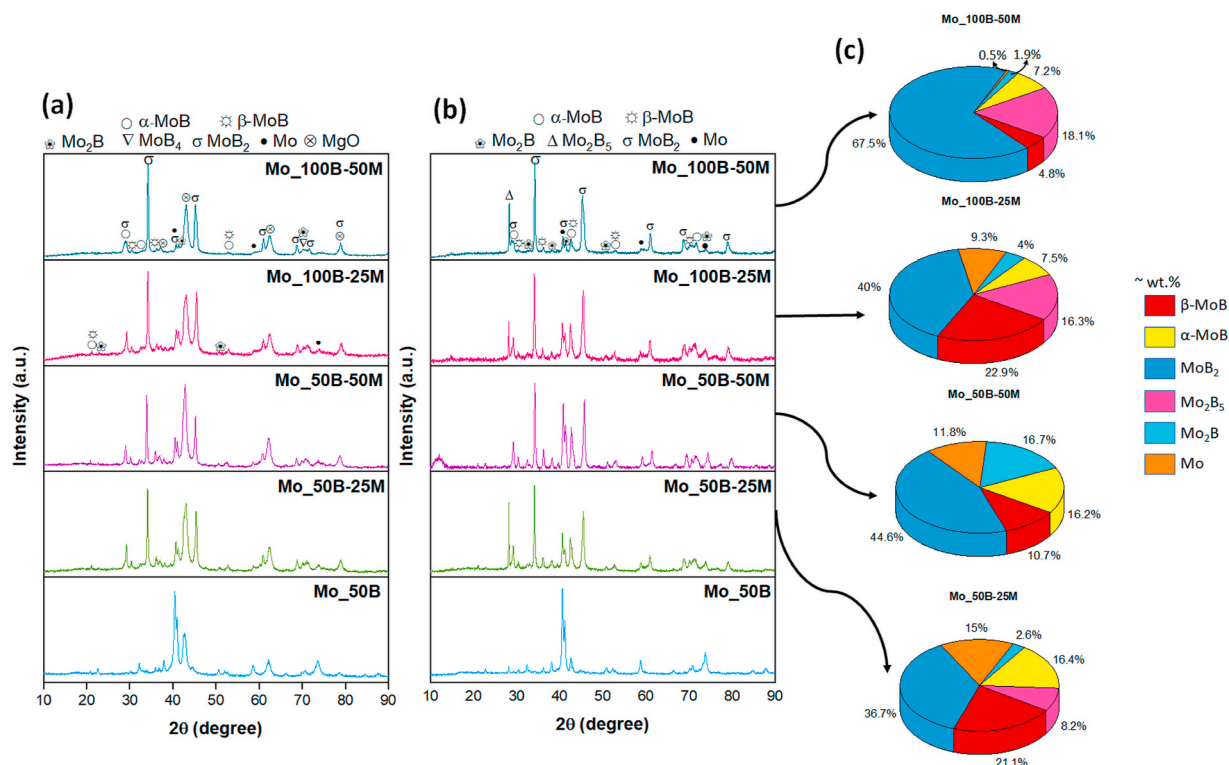 (a)
○ α-MoB ☼ β-MoB
❀ Mo₂B ∇ MoB₄ σ MoB₂ • Mo ⊗ MgO
Mo_100B-50M
Mo_100B-25M
Mo_50B-50M
Mo_50B-25M
Mo_50B
Intensity (a.u.)
10 20 30 40 50 60 70 80 90
2θ (degree)
(b)
○ α-MoB ☼ β-MoB
❀ Mo₂B Δ Mo₂B₅ σ MoB₂ • Mo
Mo_100B-50M
Mo_100B-25M
Mo_50B-50M
Mo_50B-25M
Mo_50B
Intensity (a.u.)
10 20 30 40 50 60 70 80 90
2θ (degree)
(c)
Mo_100B-50M
0.5%
1.9%
7.2%
18.1%
4.8%
67.5%
Mo_100B-25M
9.3%
4%
7.5%
16.3%
22.9%
40%
Mo_50B-50M
11.8%
16.7%
16.2%
10.7%
44.6%
Mo_50B-25M
15%
2.6%
16.4%
8.2%
21.1%
36.7%
~ wt.%
β-MoB
α-MoB
MoB₂
Mo₂B₅
Mo₂B
Mo